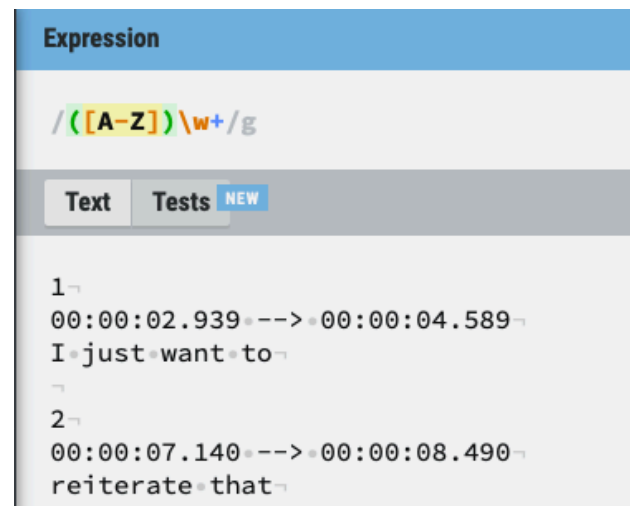 Expression
/([A-Z])\w+/g
Text Tests NEW
1¬
00:00:02.939•-->•00:00:04.589¬
I•just•want•to¬
¬
2¬
00:00:07.140•-->•00:00:08.490¬
reiterate•that¬